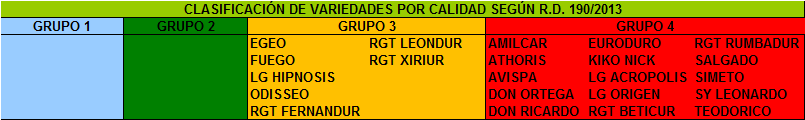 CLASIFICACIÓN DE VARIEDADES POR CALIDAD SEGÚN R.D. 190/2013
GRUPO 1 GRUPO 2 GRUPO 3 GRUPO 4
EGEO RGT LEONDUR AMILCAR EURODURO RGT RUMBADUR
FUEGO RGT XIRIUR ATHORIS KIKO NICK SALGADO
LG HIPNOSIS AVISPA LG ACROPOLIS SIMETO
ODISSEO DON ORTEGA LG ORIGEN SY LEONARDO
RGT FERNANDUR DON RICARDO RGT BETICUR TEODORICO